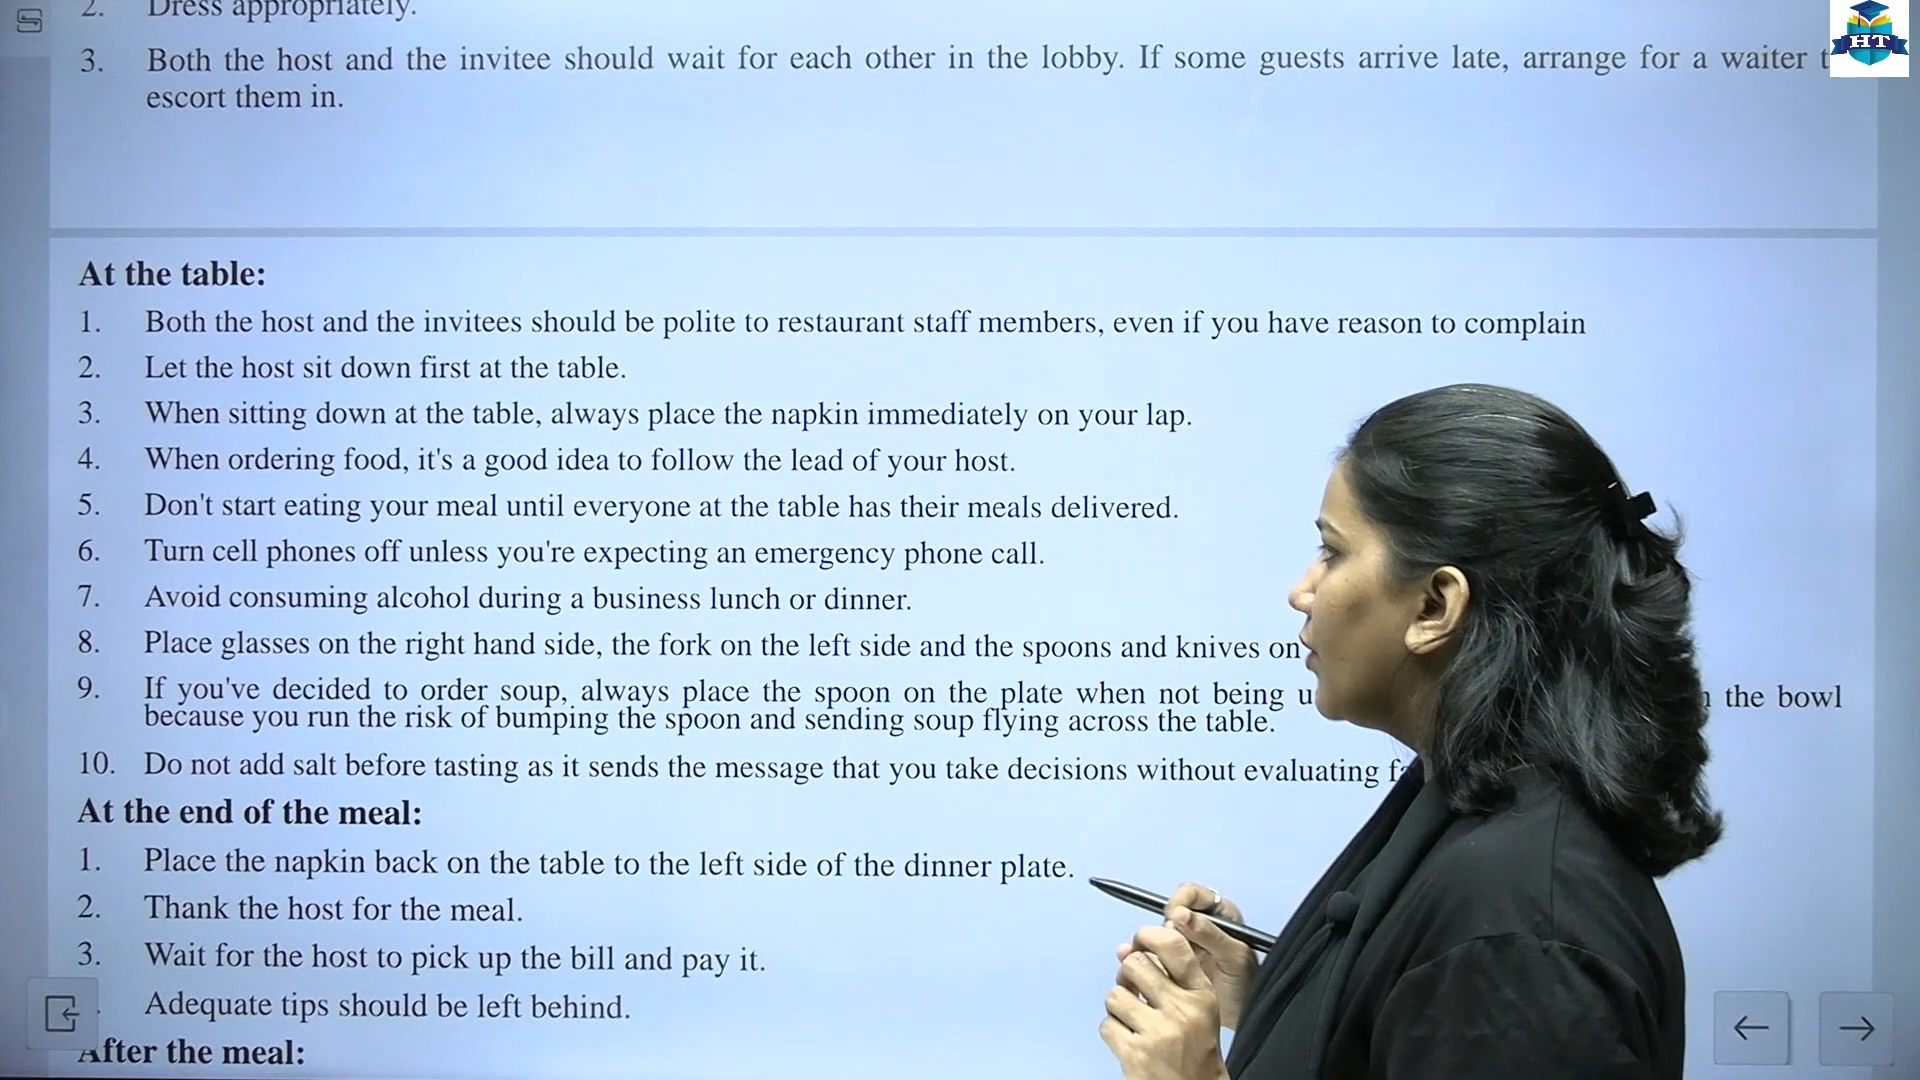 2. Dress appropriately.
3. Both the host and the invitee should wait for each other in the lobby. If some guests arrive late, arrange for a waiter
escort them in.
HT
At the table:
1. Both the host and the invitees should be polite to restaurant staff members, even if you have reason to complain
2. Let the host sit down first at the table.
3. When sitting down at the table, always place the napkin immediately on your lap.
4. When ordering food, it's a good idea to follow the lead of your host.
5. Don't start eating your meal until everyone at the table has their meals delivered.
6. Turn cell phones off unless you're expecting an emergency phone call.
7. Avoid consuming alcohol during a business lunch or dinner.
8. Place glasses on the right hand side, the fork on the left side and the spoons and knives on
9. If you've decided to order soup, always place the spoon on the plate when not being the bowl
because you run the risk of bumping the spoon and sending soup flying across the table.
10. Do not add salt before tasting as it sends the message that you take decisions without evaluating
At the end of the meal:
1. Place the napkin back on the table to the left side of the dinner plate.
2. Thank the host for the meal.
3. Wait for the host to pick up the bill and pay it.
Adequate tips should be left behind.
After the meal: